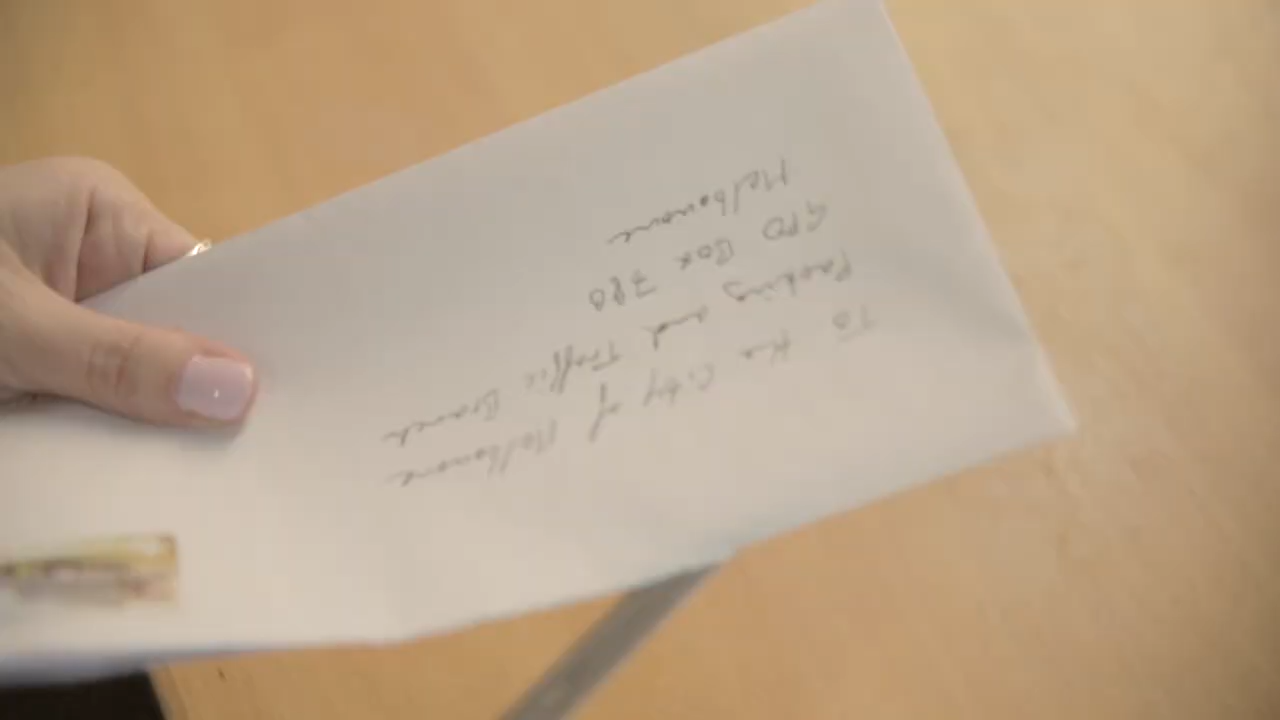 To the City of Melbourne
Parking and Traffic Branch
GPO Box 780
Melbourne